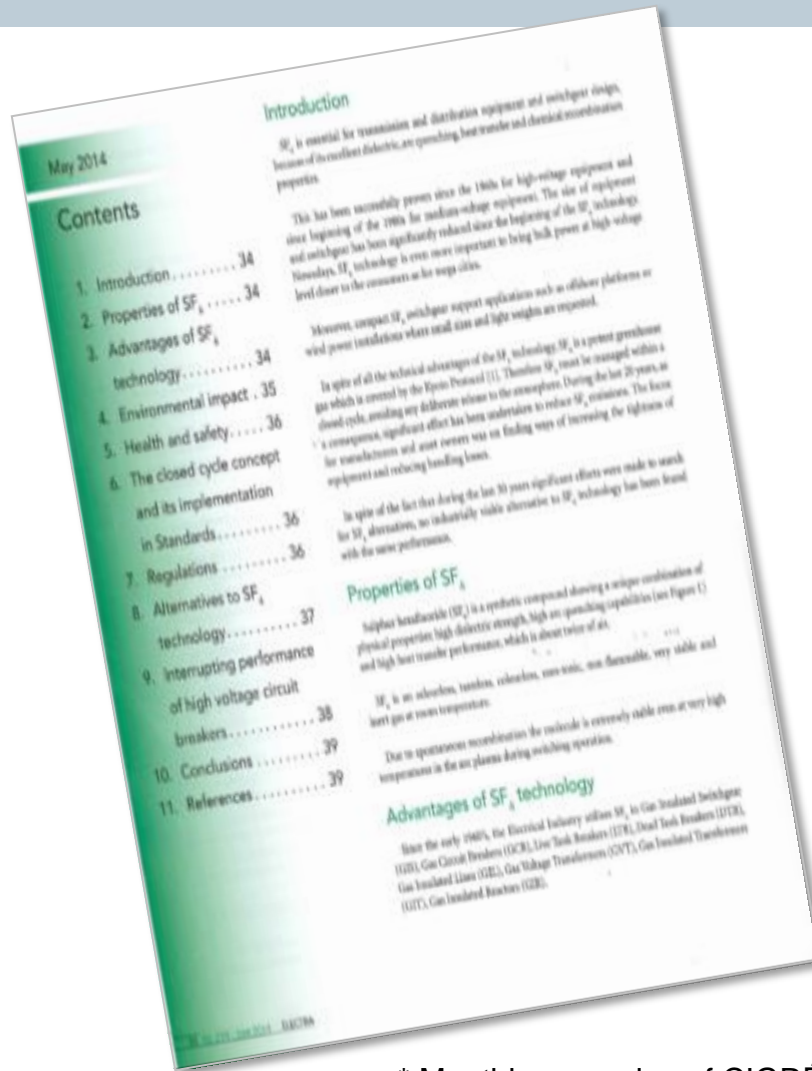 May 2014
Contents
1. Introduction......... 34
2. Properties of SF6 ..... 34
3. Advantages of SF6
technology.......... 34
4. Environmental impact . 35
5. Health and safety..... 36
6. The closed cycle concept
and its implementation
in Standards......... 36
7. Regulations ......... 36
8. Alternatives to SF6
technology.......... 37
9. Interrupting performance
of high voltage circuit
breakers............ 38
10. Conclusions ......... 39
11. References.......... 39
ELECTRA
Introduction
SF6 is essential for transmission and distribution equipment and switchgear design,
because of its excellent dielectric, arc quenching, heat transfer and chemical recombination
properties.
This has been successfully proven since the 1960s for high-voltage equipment and
since beginning of the 1980s for medium-voltage equipment. The size of equipment
and switchgear has been significantly reduced since the beginning of the SF6 technology.
Nowadays, SF6 technology is even more important to bring bulk power at high-voltage
level closer to the consumers as for mega cities.
Moreover, compact SF6 switchgear support applications such as offshore platforms or
wind power installations where small sizes and light weights are requested.
In spite of all the technical advantages of the SF6 technology, SF6 is a potent greenhouse
gas which is covered by the Kyoto Protocol [1]. Therefore SF6 must be managed within a
closed cycle, avoiding any deliberate release to the atmosphere. During the last 20 years, as
a consequence, significant effort has been undertaken to reduce SF6 emissions. The focus
for manufacturers and asset owners was on finding ways of increasing the tightness of
equipment and reducing handling losses.
In spite of the fact that during the last 30 years significant efforts were made to search
for SF6 alternatives, no industrially viable alternative to SF6 technology has been found
with the same performance.
Properties of SF6
Sulphur hexafluoride (SF6) is a synthetic compound showing a unique combination of
physical properties: high dielectric strength, high arc quenching capabilities (see Figure 1)
and high heat transfer performance, which is about twice of air.
SF6 is an odourless, tasteless, colourless, non-toxic, non flammable, very stable and
inert gas at room temperature.
Due to spontaneous recombination the molecule is extremely stable even at very high
temperatures in the arc plasma during switching operation.
Advantages of SF6 technology
Since the early 1960's, the Electrical Industry utilises SF6 in Gas Insulated Switchgear
(GIS), Gas Circuit Breakers (GCB), Live Tank Breakers (LTB), Dead Tank Breakers (DTB),
Gas Insulated Lines (GIL), Gas Voltage Transformers (GVT), Gas Insulated Transformers
(GIT), Gas Insulated Reactors (GIR).